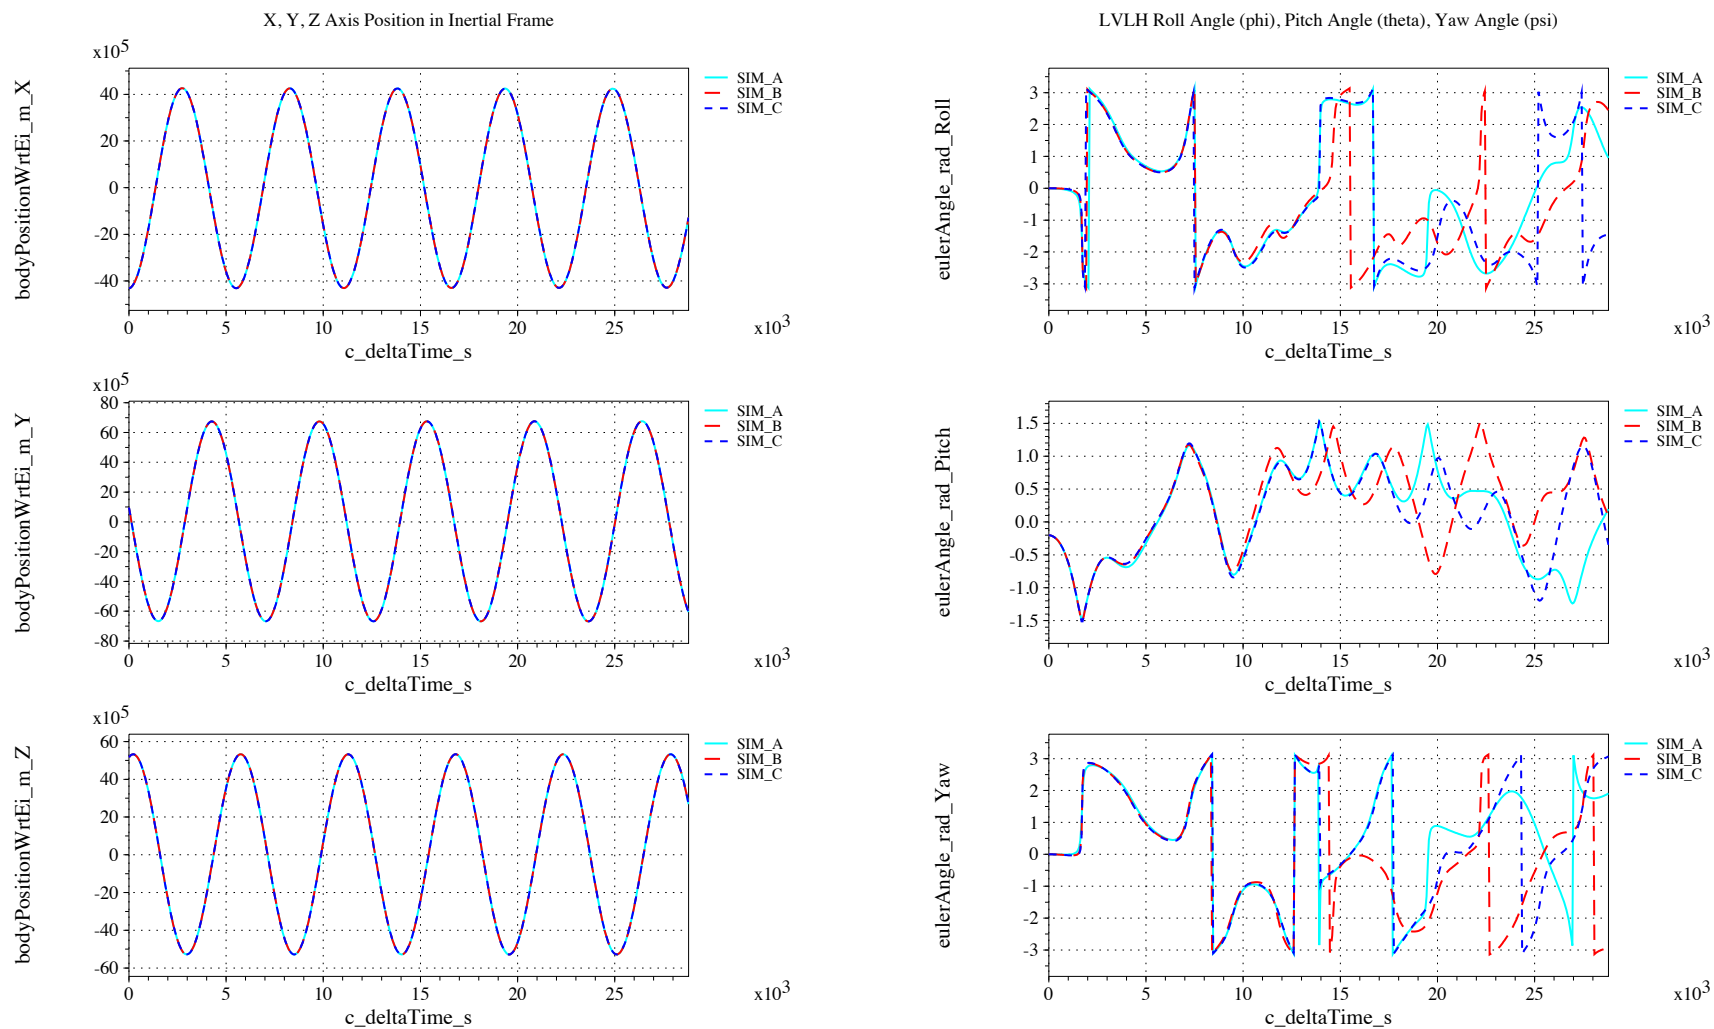 X, Y, Z Axis Position in Inertial Frame
x10^5
bodyPositionWrtEi_m_X
40
20
0
-20
-40
0 5 10 15 20 25
x10^3
c_deltaTime_s
SIM_A
SIM_B
SIM_C
x10^5
bodyPositionWrtEi_m_Y
80
60
40
20
0
-20
-40
-60
-80
0 5 10 15 20 25
x10^3
c_deltaTime_s
SIM_A
SIM_B
SIM_C
x10^5
bodyPositionWrtEi_m_Z
60
40
20
0
-20
-40
-60
0 5 10 15 20 25
x10^3
c_deltaTime_s
SIM_A
SIM_B
SIM_C
LVLH Roll Angle (phi), Pitch Angle (theta), Yaw Angle (psi)
eulerAngle_rad_Roll
3
2
1
0
-1
-2
-3
0 5 10 15 20 25
x10^3
c_deltaTime_s
SIM_A
SIM_B
SIM_C
eulerAngle_rad_Pitch
1.5
1.0
0.5
0.0
-0.5
-1.0
-1.5
0 5 10 15 20 25
x10^3
c_deltaTime_s
SIM_A
SIM_B
SIM_C
eulerAngle_rad_Yaw
3
2
1
0
-1
-2
-3
0 5 10 15 20 25
x10^3
c_deltaTime_s
SIM_A
SIM_B
SIM_C